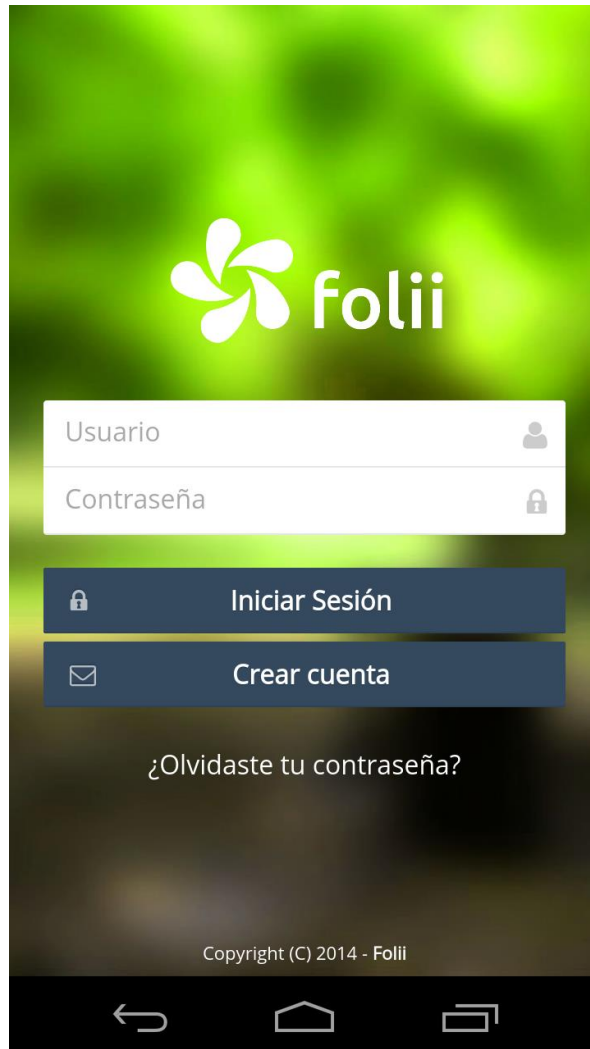 folii
Usuario
Contraseña
Iniciar Sesión
Crear cuenta
¿Olvidaste tu contraseña?
Copyright (C) 2014 - Folii